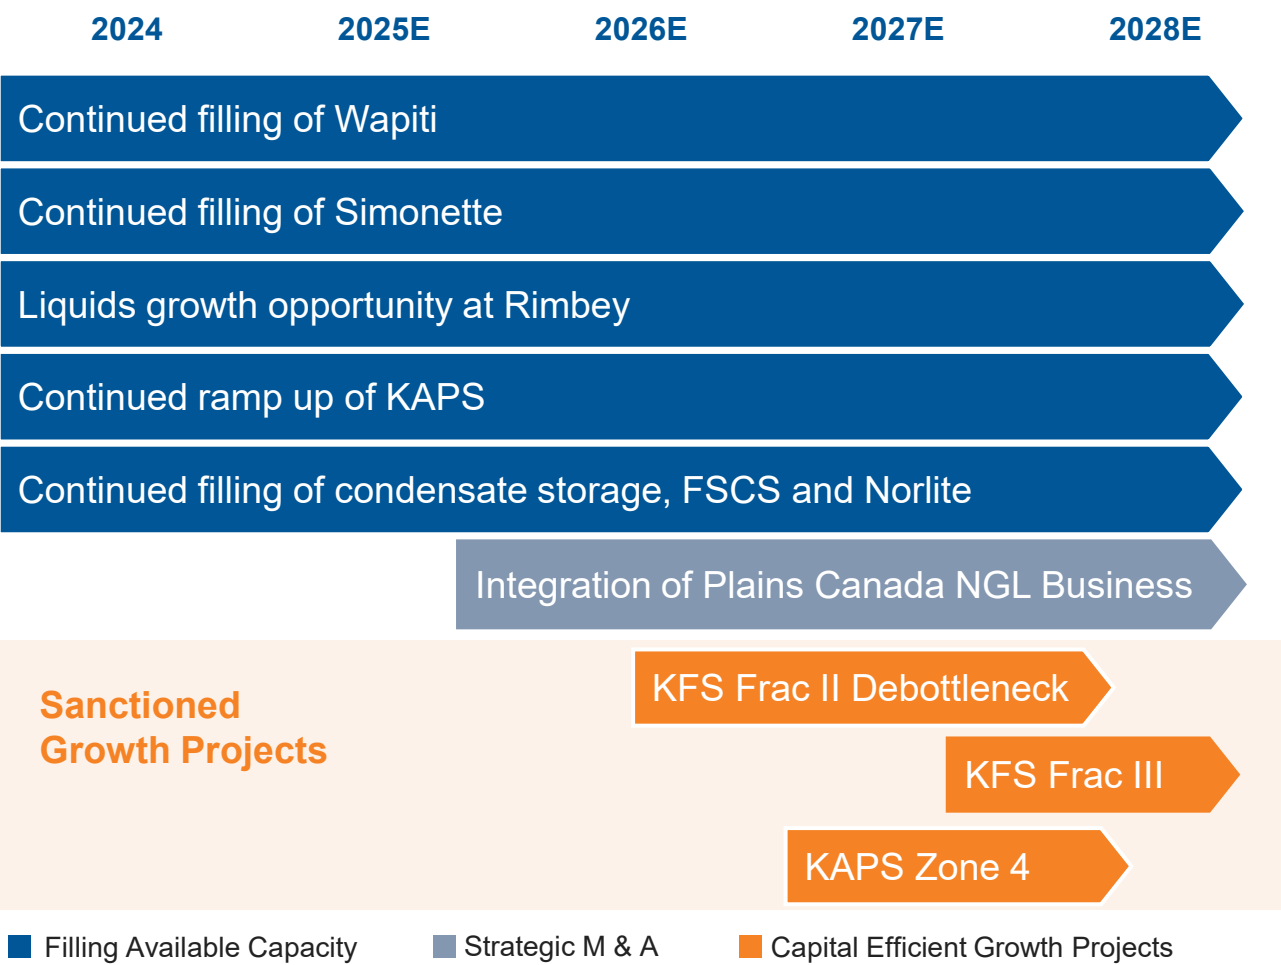 2024 2025E 2026E 2027E 2028E
Continued filling of Wapiti
Continued filling of Simonette
Liquids growth opportunity at Rimbey
Continued ramp up of KAPS
Continued filling of condensate storage, FSCS and Norlite
Integration of Plains Canada NGL Business
Sanctioned
Growth Projects
KFS Frac II Debottleneck
KFS Frac III
KAPS Zone 4
Filling Available Capacity Strategic M & A Capital Efficient Growth Projects